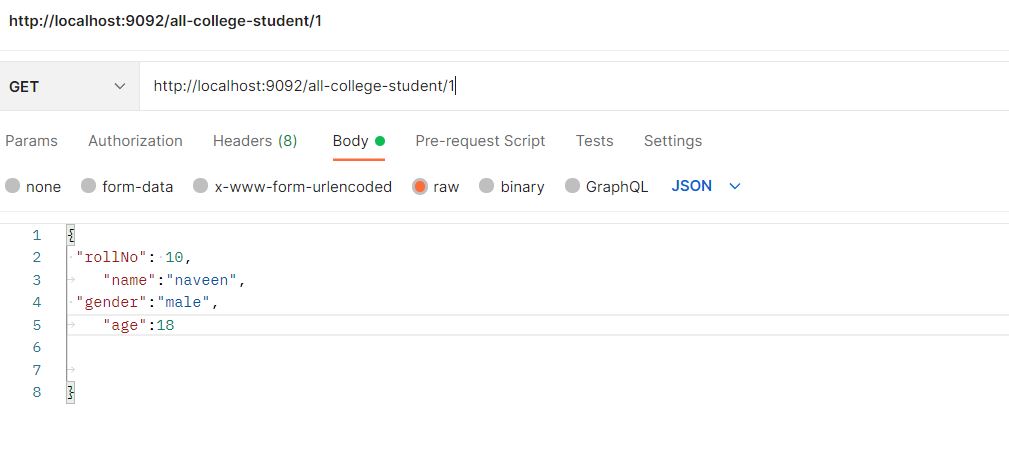 http://localhost:9092/all-college-student/1
GET http://localhost:9092/all-college-student/1
Params Authorization Headers (8) Body Pre-request Script Tests Settings
none form-data x-www-form-urlencoded raw binary GraphQL JSON
1 {
2 "rollNo": 10,
3 "name":"naveen",
4 "gender":"male",
5 "age":18
6
7
8 }